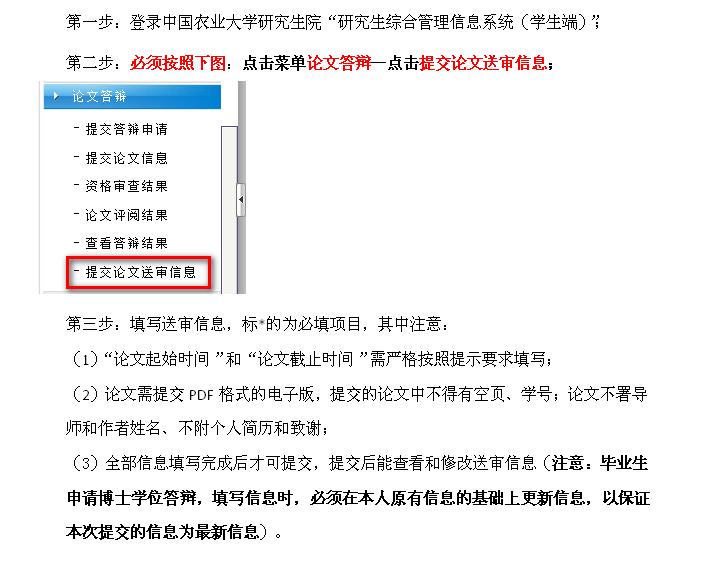 第一步：登录中国农业大学研究生院“研究生综合管理信息系统（学生端）”；
第二步：必须按照下图：点击菜单论文答辩—点击提交论文送审信息；
论文答辩
- 提交答辩申请
- 提交论文信息
- 资格审查结果
- 论文评阅结果
- 查看答辩结果
- 提交论文送审信息
第三步：填写送审信息，标*的为必填项目，其中注意：
（1）“论文起始时间”和“论文截止时间”需严格按照提示要求填写；
（2）论文需提交 PDF 格式的电子版，提交的论文中不得有空页、学号；论文不署导
师和作者姓名、不附个人简历和致谢；
（3）全部信息填写完成后才可提交，提交后能查看和修改送审信息（注意：毕业生
申请博士学位答辩，填写信息时，必须在本人原有信息的基础上更新信息，以保证
本次提交的信息为最新信息）。